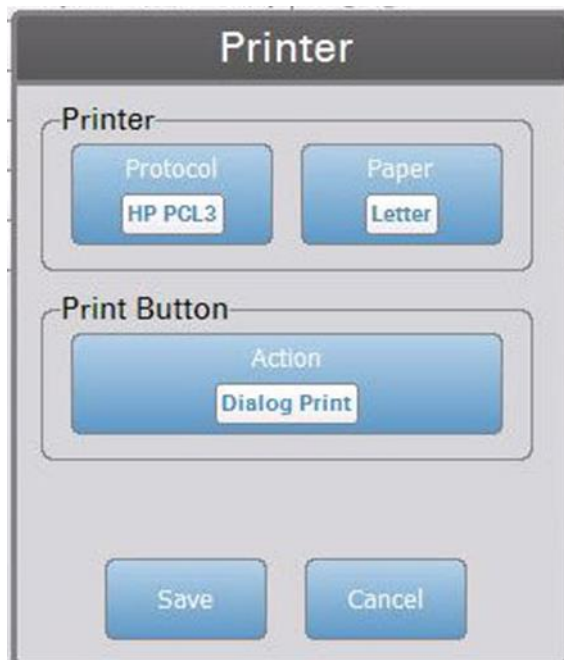 Printer
Printer
Protocol
Paper
HP PCL3
Letter
Print Button
Action
Dialog Print
Save
Cancel